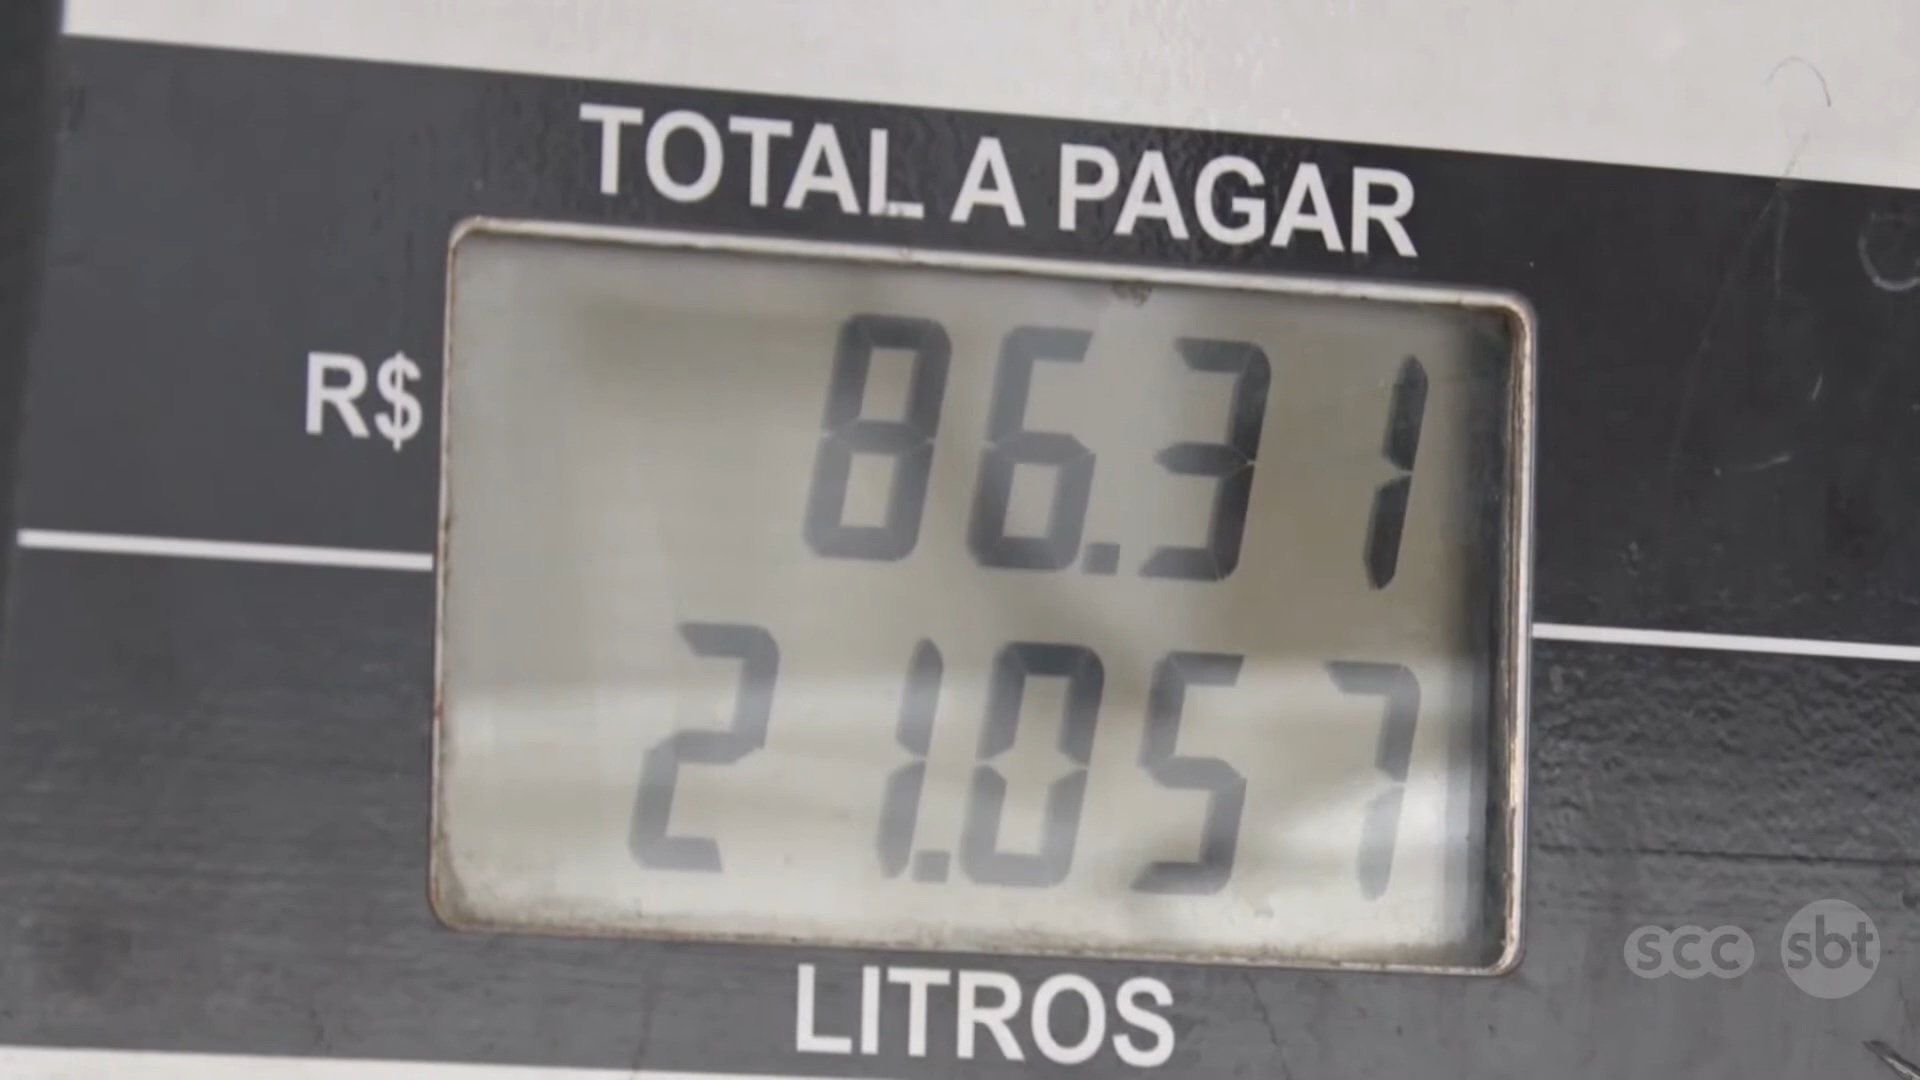 TOTAL A PAGAR
R$ 86.31
21.057
LITROS
scc sbt